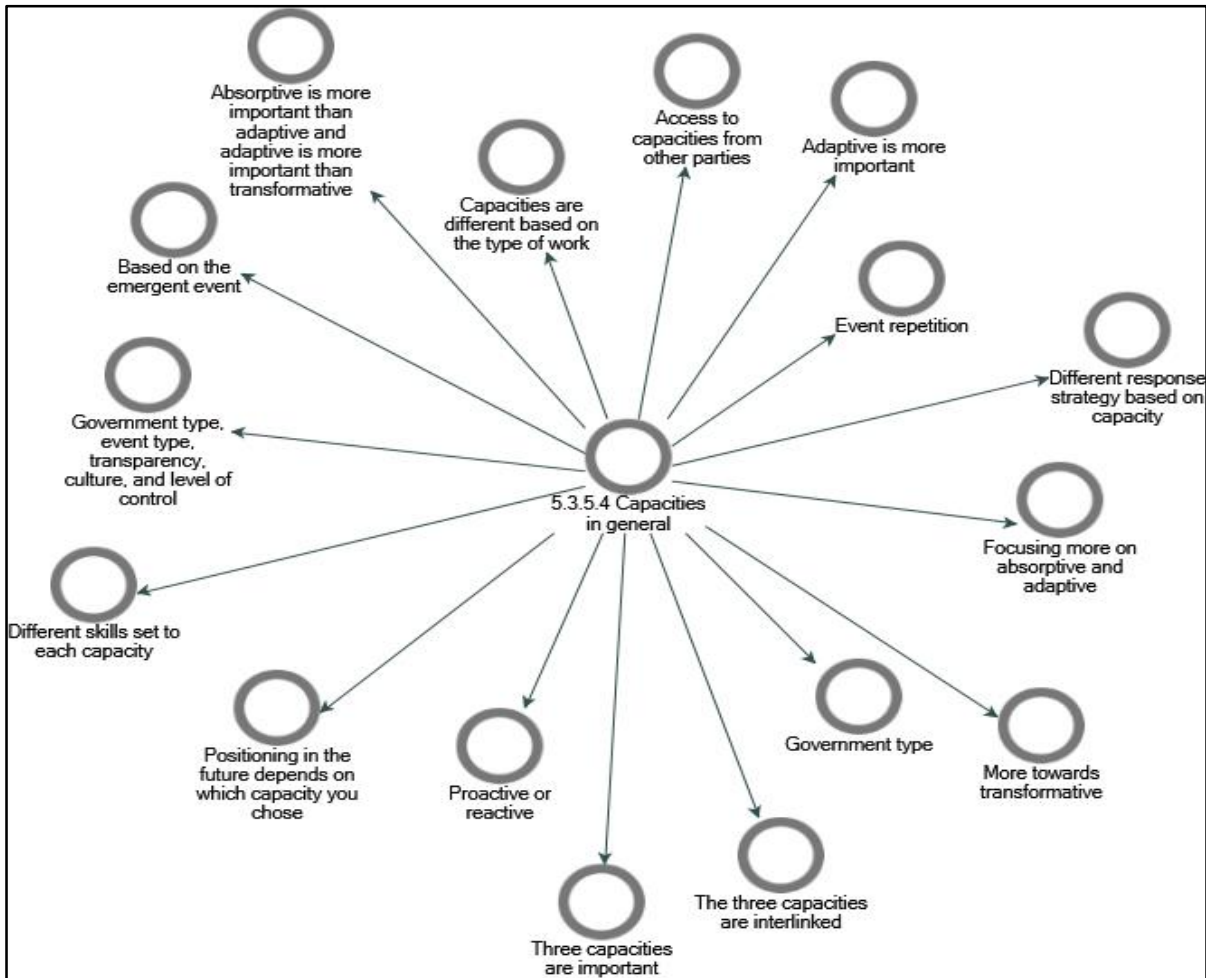 Absorptive is more
important than
adaptive and
adaptive is more
important than
transformative
Access to
capacities from
other parties
Adaptive is more
important
Capacities are
different based on
the type of work
Based on the
emergent event
Event repetition
Different response
strategy based on
capacity
Government type,
event type,
transparency,
culture, and level of
control
5.3.5.4 Capacities
in general
Focusing more on
absorptive and
adaptive
Different skills set to
each capacity
Positioning in the
future depends on
which capacity you
chose
Proactive or
reactive
Government type
More towards
transformative
The three capacities
are interlinked
Three capacities
are important